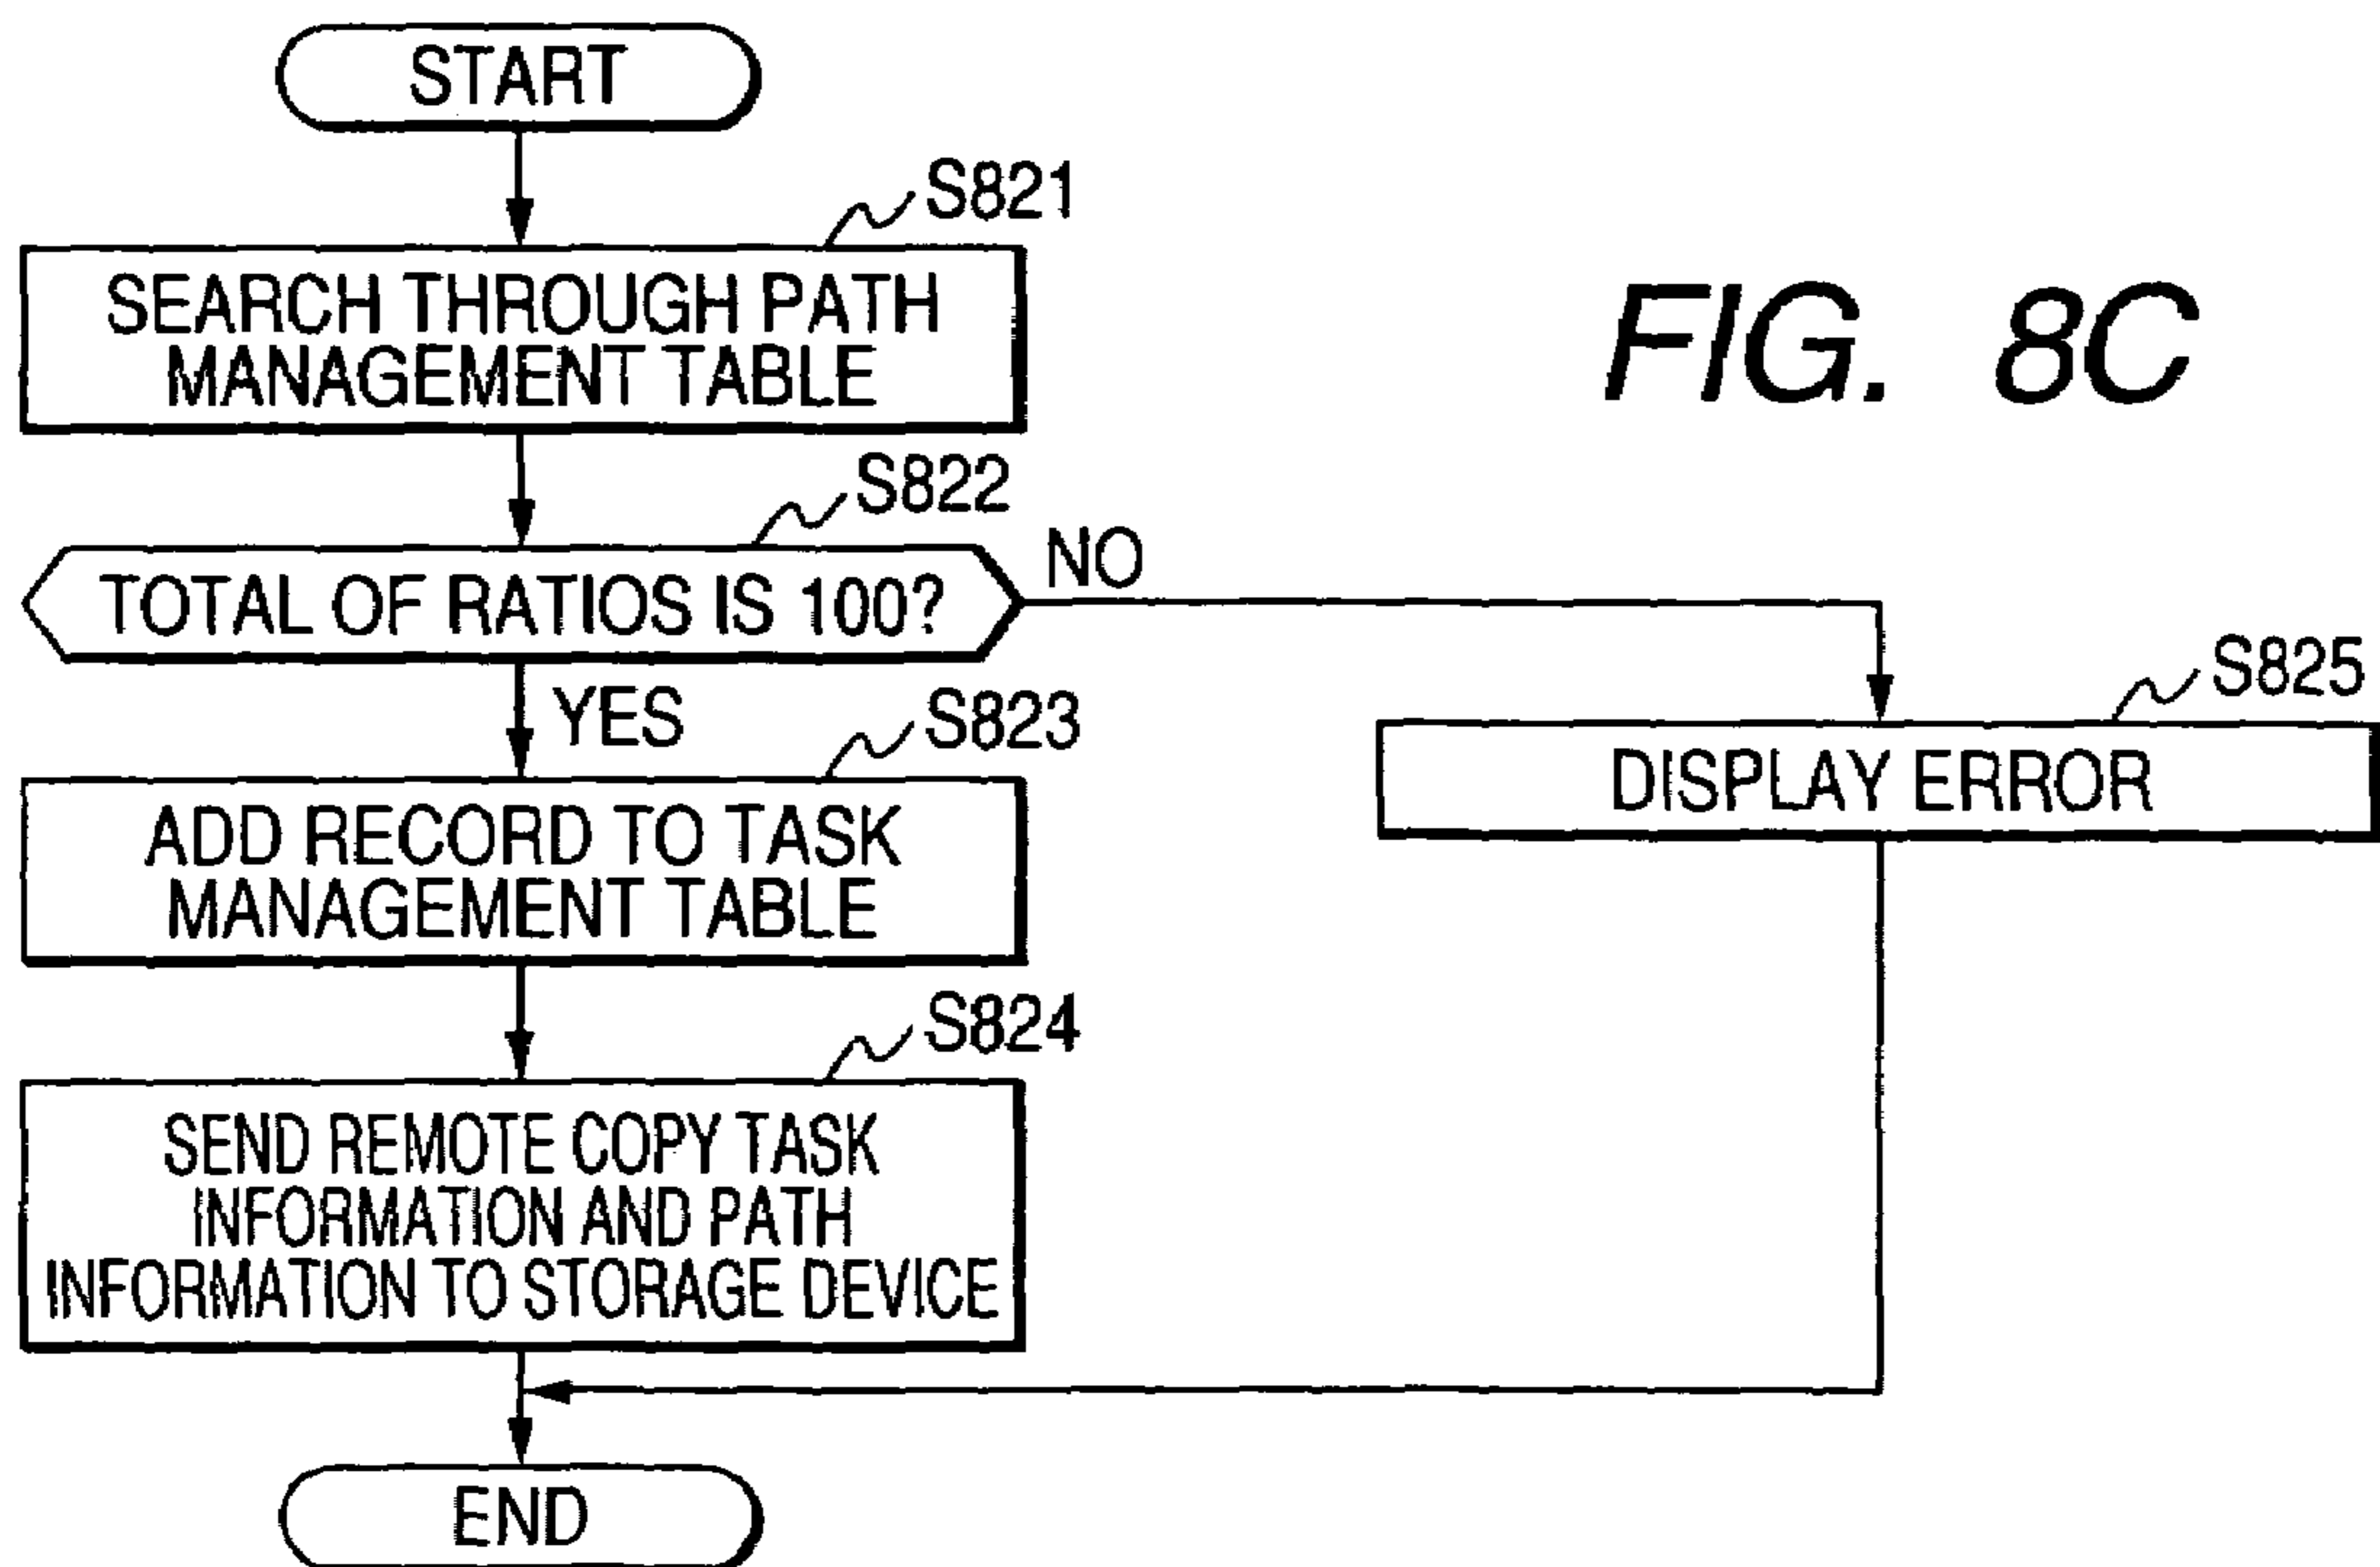 START
S821
SEARCH THROUGH PATH
MANAGEMENT TABLE
FIG. 8C
S822
TOTAL OF RATIOS IS 100?
NO
YES
S823
S825
ADD RECORD TO TASK
MANAGEMENT TABLE
DISPLAY ERROR
S824
SEND REMOTE COPY TASK
INFORMATION AND PATH
INFORMATION TO STORAGE DEVICE
END